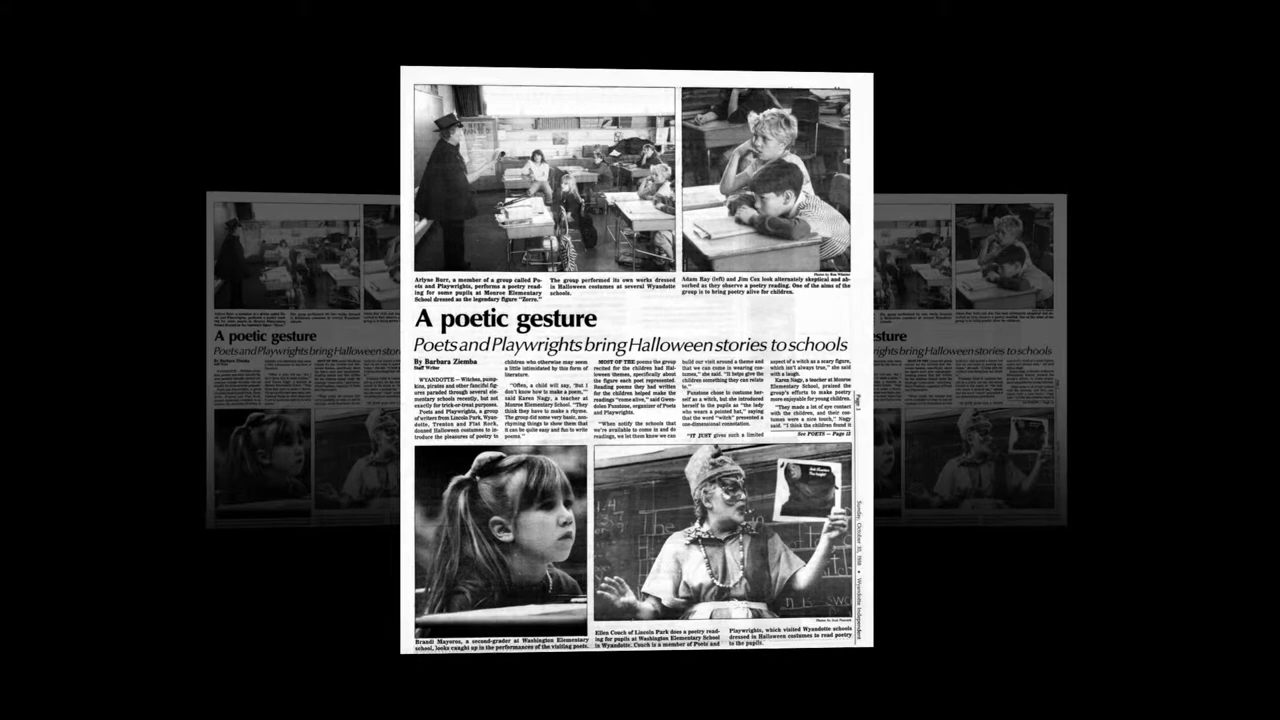 HELP
WANTED
Photos by Ron Wheeler
Arlyne Burr, a member of a group called Po-
ets and Playwrights, performs a poetry read-
ing for some pupils at Monroe Elementary
School dressed as the legendary figure "Zorro."
The group performed its own works dressed
in Halloween costumes at several Wyandotte
schools.
Adam Ray (left) and Jim Cox look alternately skeptical and ab-
sorbed as they observe a poetry reading. One of the aims of the
group is to bring poetry alive for children.
A poetic gesture
Poets and Playwrights bring Halloween stories to schools
By Barbara Ziemba
Staff Writer
WYANDOTTE — Witches, pump-
kins, pirates and other fanciful fig-
ures paraded through several ele-
mentary schools recently, but not
exactly for trick-or-treat purposes.
Poets and Playwrights, a group
of writers from Lincoln Park, Wyan-
dotte, Trenton and Flat Rock,
donned Halloween costumes to in-
troduce the pleasures of poetry to
children who otherwise may seem
a little intimidated by this form of
literature.
"Often, a child will say, 'But I
don't know how to make a poem,'"
said Karen Nagy, a teacher at
Monroe Elementary School. "They
think they have to make a rhyme.
The group did some very basic, non-
rhyming things to show them that
it can be quite easy and fun to write
poems."
MOST OF THE poems the group
recited for the children had Hal-
loween themes, specifically about
the figure each poet represented.
Reading poems they had written
for the children helped make the
readings "come alive," said Gwen-
dolen Funstone, organizer of Poets
and Playwrights.
"When notify the schools that
we're available to come in and do
readings, we let them know we can
build our visit around a theme and
that we can come in wearing cos-
tumes," she said. "It helps give the
children something they can relate
to."
Funstone chose to costume her-
self as a witch, but she introduced
herself to the pupils as "the lady
who wears a pointed hat," saying
that the word "witch" presented a
one-dimensional connotation.
"IT JUST gives such a limited
aspect of a witch as a scary figure,
which isn't always true," she said
with a laugh.
Karen Nagy, a teacher at Monroe
Elementary School, praised the
group's efforts to make poetry
more enjoyable for young children.
"They made a lot of eye contact
with the children, and their cos-
tumes were a nice touch," Nagy
said. "I think the children found it
See POETS — Page 12
Page 3
Sunday, October 30, 1988 • Wyandotte Independent
Brandi Mayoros, a second-grader at Washington Elementary
school, looks caught up in the performances of the visiting poets.
Photos by
Ellen Couch of Lincoln Park does a poetry read-
ing for pupils at Washington Elementary School
in Wyandotte. Couch is a member of Poets and
Playwrights, which visited Wyandotte schools
dressed in Halloween costumes to read poetry
to the pupils.